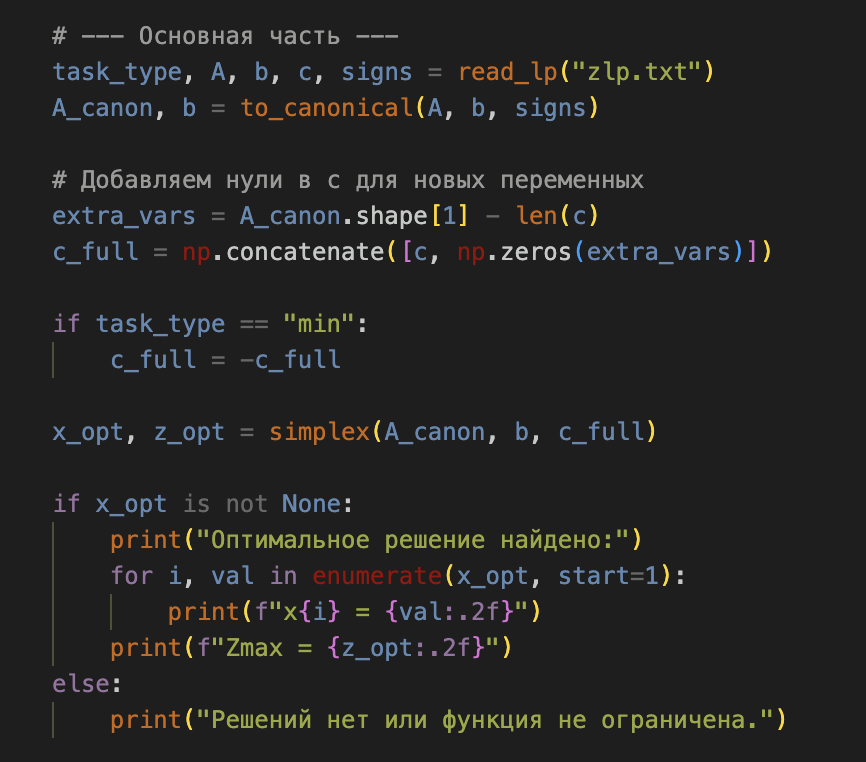 # --- Основная часть ---
task_type, A, b, c, signs = read_lp("zlp.txt")
A_canon, b = to_canonical(A, b, signs)
# Добавляем нули в c для новых переменных
extra_vars = A_canon.shape[1] - len(c)
c_full = np.concatenate([c, np.zeros(extra_vars)])
if task_type == "min":
    c_full = -c_full
x_opt, z_opt = simplex(A_canon, b, c_full)
if x_opt is not None:
    print("Оптимальное решение найдено:")
    for i, val in enumerate(x_opt, start=1):
        print(f"x{i} = {val:.2f}")
    print(f"Zmax = {z_opt:.2f}")
else:
    print("Решений нет или функция не ограничена.")